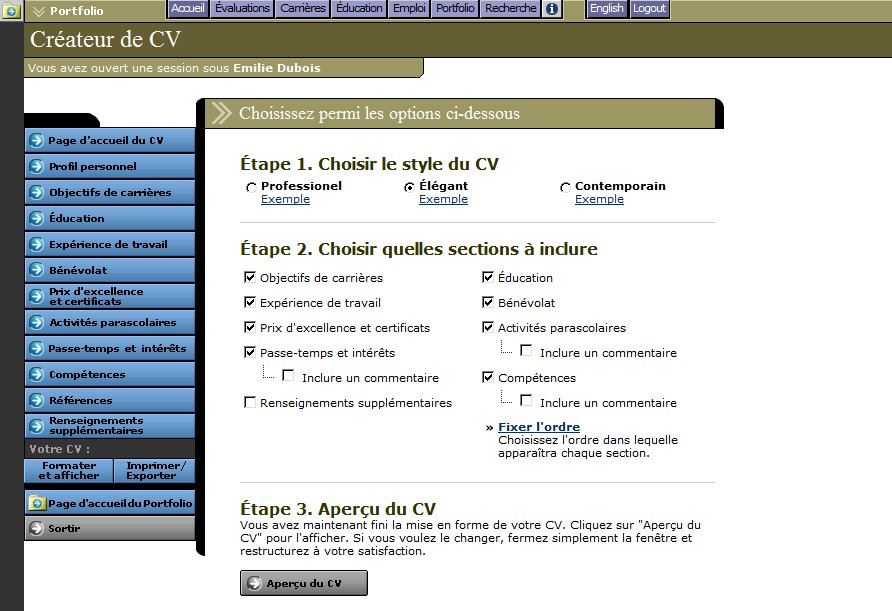 Portfolio
Accueil Évaluations Carrières Éducation Emploi Portfolio Recherche i English Logout
Créateur de CV
Vous avez ouvert une session sous Emilie Dubois
Page d'accueil du CV
Profil personnel
Objectifs de carrières
Éducation
Expérience de travail
Bénévolat
Prix d'excellence
et certificats
Activités parascolaires
Passe-temps et intérêts
Compétences
Références
Renseignements
supplémentaires
Votre CV :
Formater
et afficher
Imprimer/
Exporter
Page d'accueil du Portfolio
Sortir
Choisissez permi les options ci-dessous
Étape 1. Choisir le style du CV
Professionel Élégant Contemporain
Exemple Exemple Exemple
Étape 2. Choisir quelles sections à inclure
Objectifs de carrières Éducation
Expérience de travail Bénévolat
Prix d'excellence et certificats Activités parascolaires
Passe-temps et intérêts Inclure un commentaire
Inclure un commentaire Compétences
Renseignements supplémentaires Inclure un commentaire
» Fixer l'ordre
Choisissez l'ordre dans lequelle
apparaîtra chaque section.
Étape 3. Aperçu du CV
Vous avez maintenant fini la mise en forme de votre CV. Cliquez sur "Aperçu du
CV" pour l'afficher. Si vous voulez le changer, fermez simplement la fenêtre et
restructurez à votre satisfaction.
Aperçu du CV